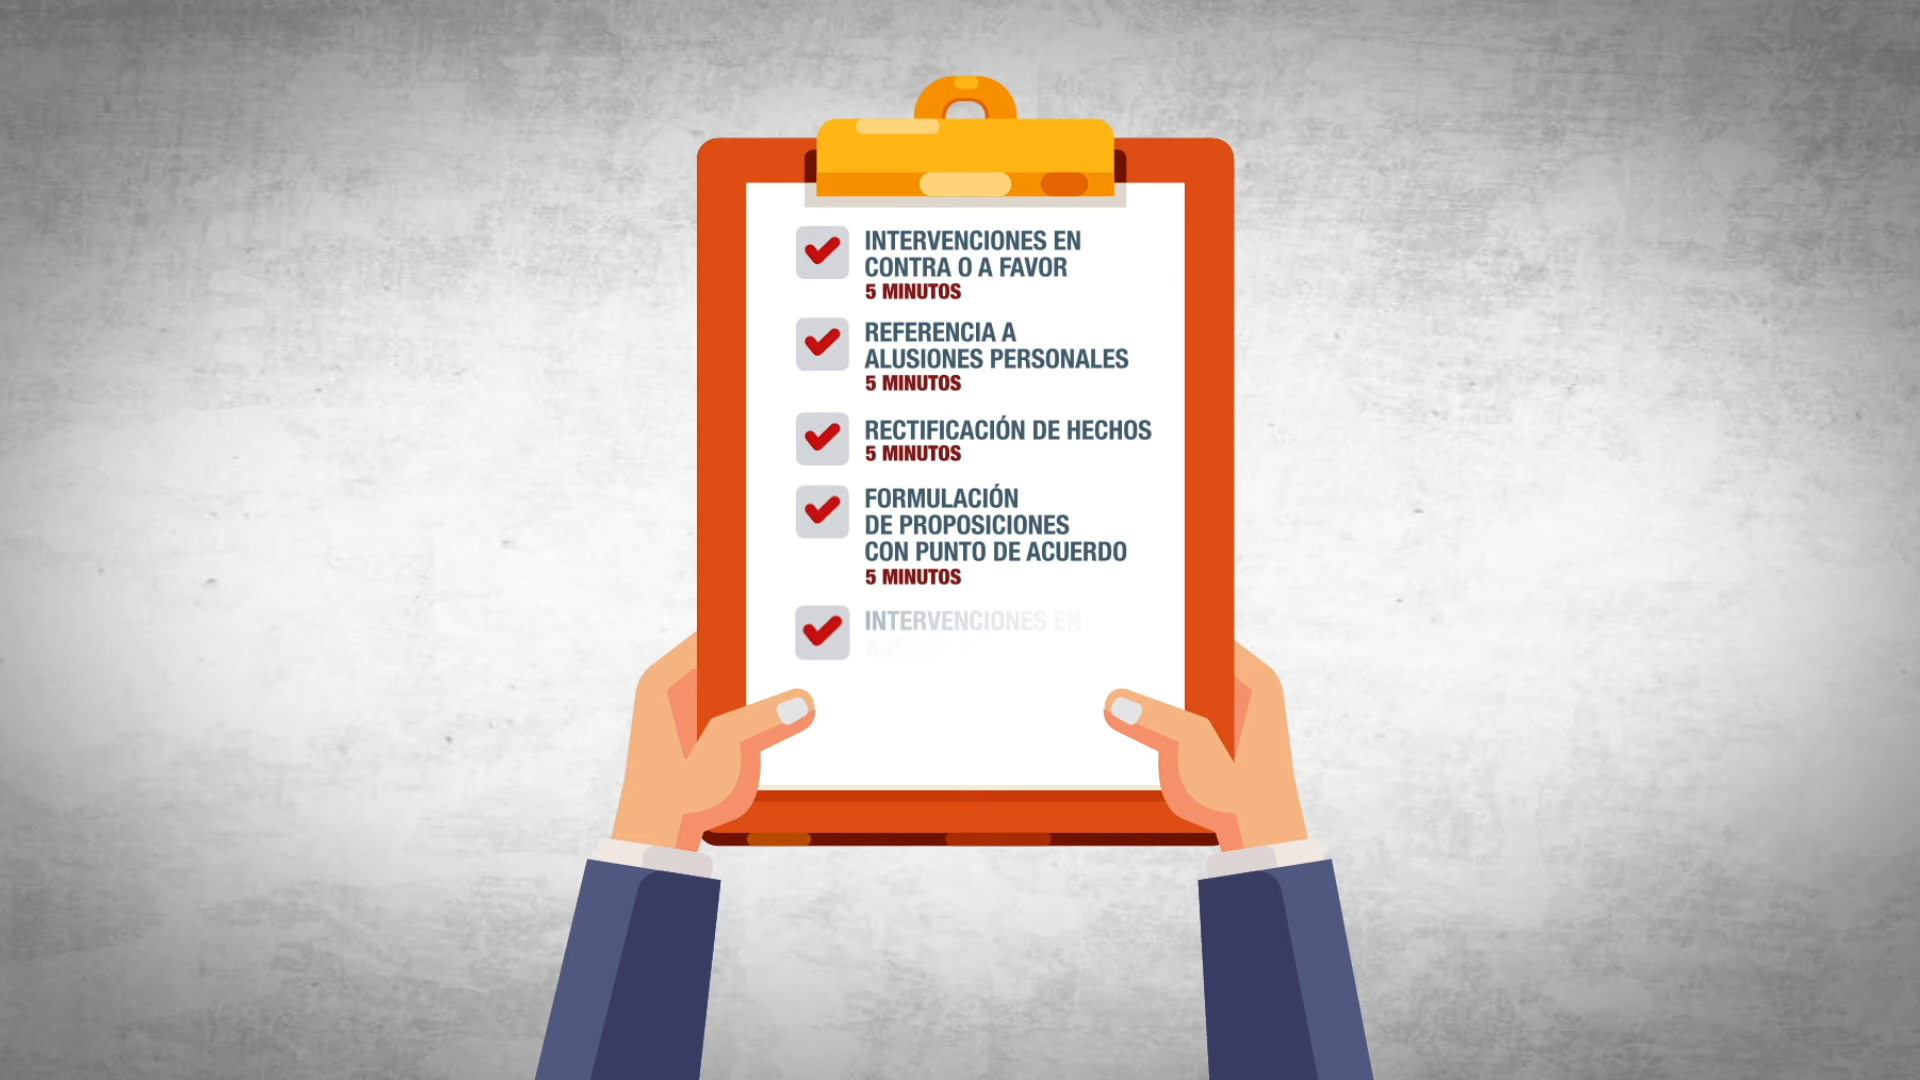 INTERVENCIONES EN
CONTRA O A FAVOR
5 MINUTOS
REFERENCIA A
ALUSIONES PERSONALES
5 MINUTOS
RECTIFICACIÓN DE HECHOS
5 MINUTOS
FORMULACIÓN
DE PROPOSICIONES
CON PUNTO DE ACUERDO
5 MINUTOS
INTERVENCIONES EN